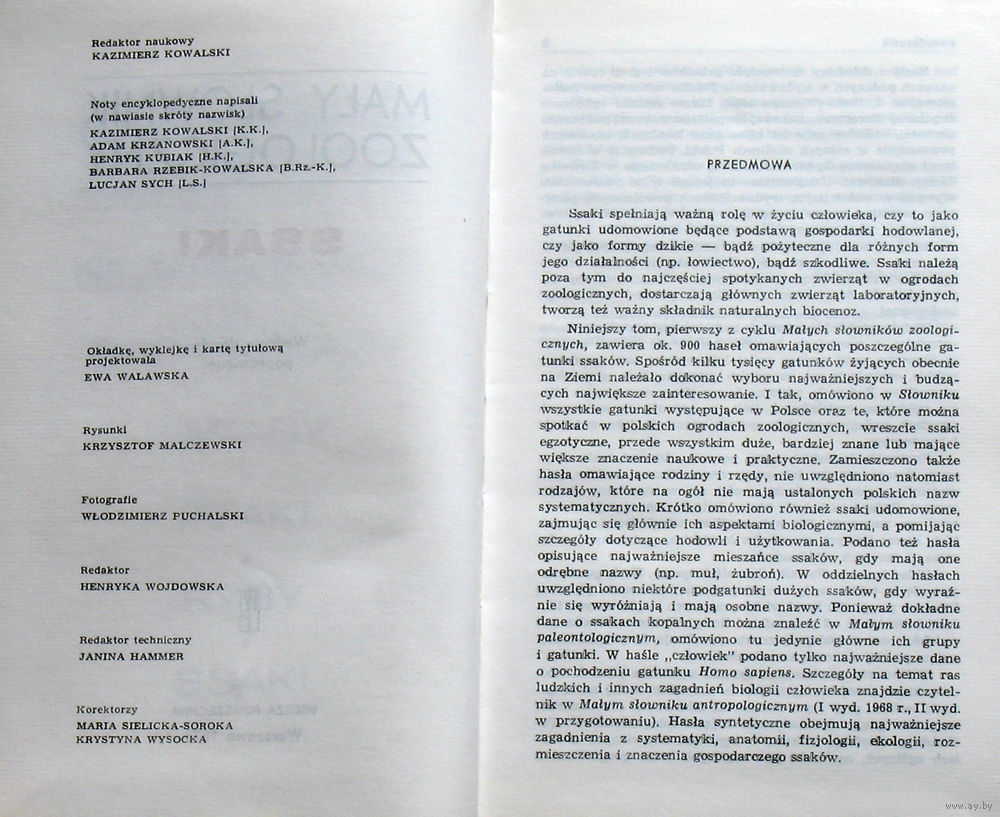 Redaktor naukowy
KAZIMIERZ KOWALSKI
Noty encyklopedyczne napisali
(w nawiasie skróty nazwisk)
KAZIMIERZ KOWALSKI [K.K.],
ADAM KRZANOWSKI [A.K.],
HENRYK KUBIAK [H.K.],
BARBARA RZEBIK-KOWALSKA [B.Rz.-K.],
LUCJAN SYCH [L.S.]
Okładkę, wyklejkę i kartę tytułową
projektowała
EWA WALAWSKA
Rysunki
KRZYSZTOF MALCZEWSKI
Fotografie
WŁODZIMIERZ PUCHALSKI
Redaktor
HENRYKA WOJDOWSKA
Redaktor techniczny
JANINA HAMMER
Korektorzy
MARIA SIELICKA-SOROKA
KRYSTYNA WYSOCKA
PRZEDMOWA
Ssaki spełniają ważną rolę w życiu człowieka, czy to jako
gatunki udomowione będące podstawą gospodarki hodowlanej,
czy jako formy dzikie — bądź pożyteczne dla różnych form
jego działalności (np. łowiectwo), bądź szkodliwe. Ssaki należą
poza tym do najczęściej spotykanych zwierząt w ogrodach
zoologicznych, dostarczają głównych zwierząt laboratoryjnych,
tworzą też ważny składnik naturalnych biocenoz.
Niniejszy tom, pierwszy z cyklu Małych słowników zoologi-
cznych, zawiera ok. 900 haseł omawiających poszczególne ga-
tunki ssaków. Spośród kilku tysięcy gatunków żyjących obecnie
na Ziemi należało dokonać wyboru najważniejszych i budzą-
cych największe zainteresowanie. I tak, omówiono w Słowniku
wszystkie gatunki występujące w Polsce oraz te, które można
spotkać w polskich ogrodach zoologicznych, wreszcie ssaki
egzotyczne, przede wszystkim duże, bardziej znane lub mające
większe znaczenie naukowe i praktyczne. Zamieszczono także
hasła omawiające rodziny i rzędy, nie uwzględniono natomiast
rodzajów, które na ogół nie mają ustalonych polskich nazw
systematycznych. Krótko omówiono również ssaki udomowione,
zajmując się głównie ich aspektami biologicznymi, a pomijając
szczegóły dotyczące hodowli i użytkowania. Podano też hasła
opisujące najważniejsze mieszańce ssaków, gdy mają one
odrębne nazwy (np. muł, żubroń). W oddzielnych hasłach
uwzględniono niektóre podgatunki dużych ssaków, gdy wyraź-
nie się wyróżniają i mają osobne nazwy. Ponieważ dokładne
dane o ssakach kopalnych można znaleźć w Małym słowniku
paleontologicznym, omówiono tu jedynie główne ich grupy
i gatunki. W haśle „człowiek” podano tylko najważniejsze dane
o pochodzeniu gatunku Homo sapiens. Szczegóły na temat ras
ludzkich i innych zagadnień biologii człowieka znajdzie czytel-
nik w Małym słowniku antropologicznym (I wyd. 1968 r., II wyd.
w przygotowaniu). Hasła syntetyczne obejmują najważniejsze
zagadnienia z systematyki, anatomii, fizjologii, ekologii, roz-
mieszczenia i znaczenia gospodarczego ssaków.
www.ay.by